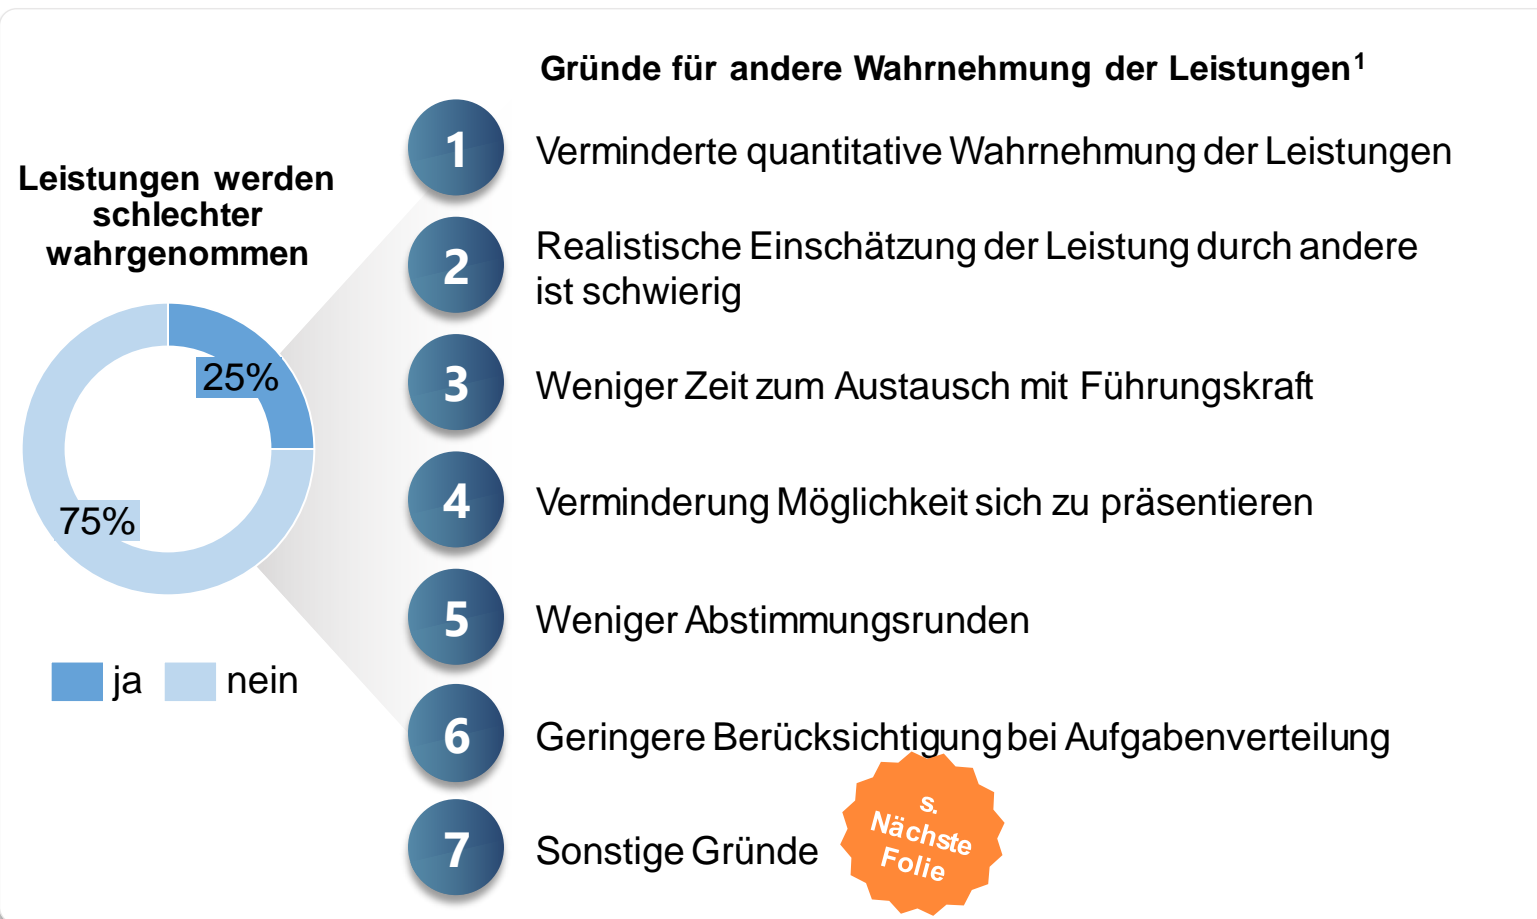 Gründe für andere Wahrnehmung der Leistungen¹
Leistungen werden
schlechter
wahrgenommen
25%
75%
ja
nein
1
Verminderte quantitative Wahrnehmung der Leistungen
2
Realistische Einschätzung der Leistung durch andere
ist schwierig
3
Weniger Zeit zum Austausch mit Führungskraft
4
Verminderung Möglichkeit sich zu präsentieren
5
Weniger Abstimmungsrunden
6
Geringere Berücksichtigung bei Aufgabenverteilung
7
Sonstige Gründe
s.
Nächste
Folie